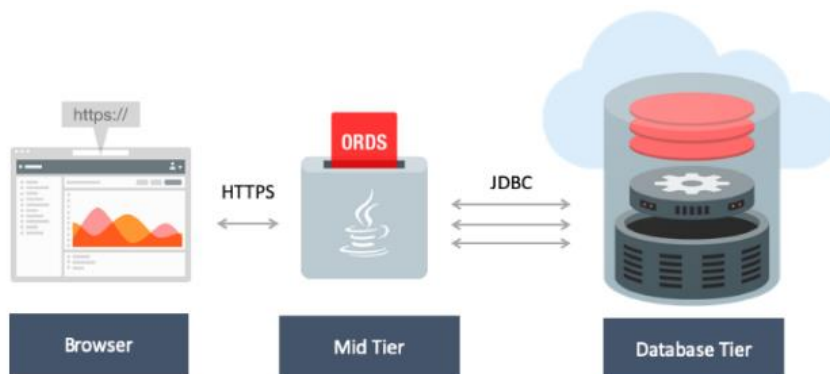 https://
ORDS
HTTPS
JDBC
Browser
Mid Tier
Database Tier